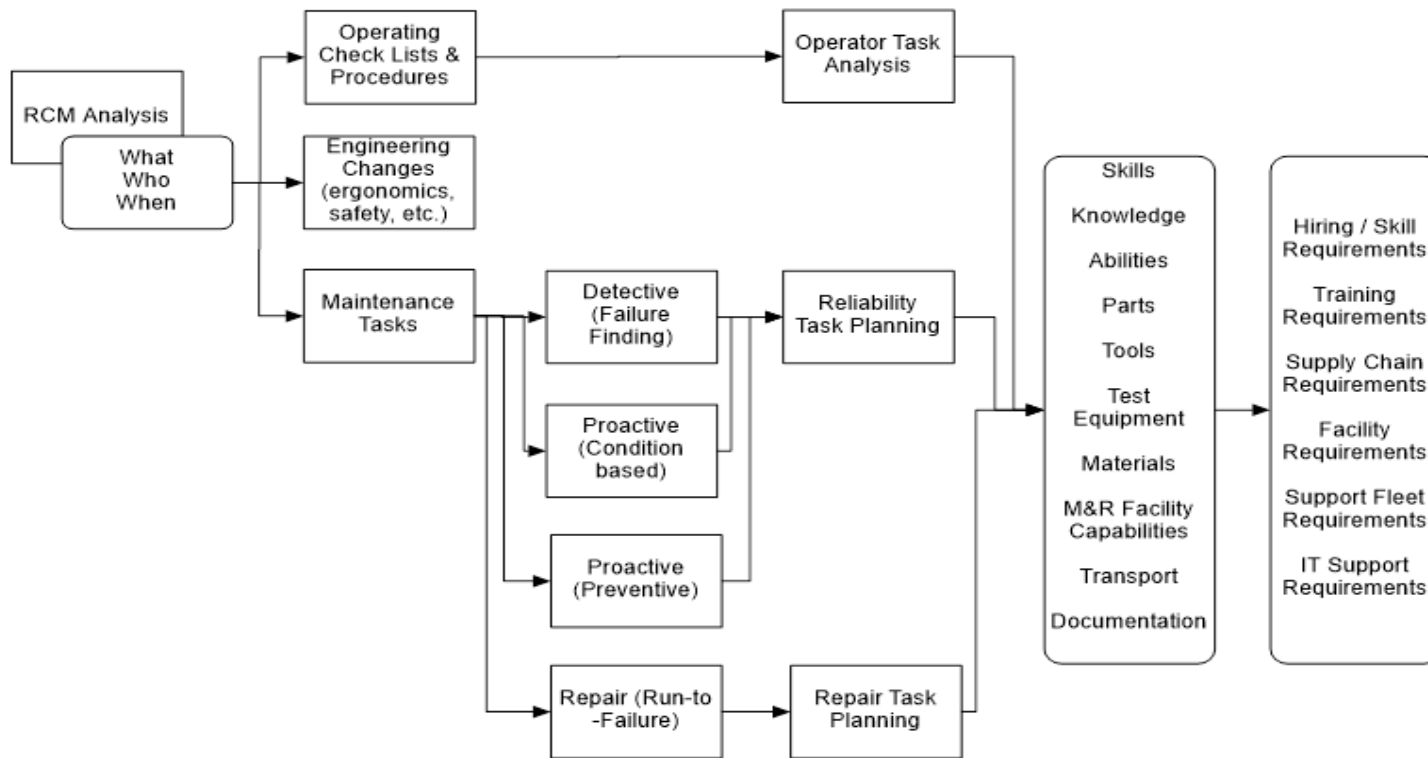 RCM Analysis
What
Who
When
Operating
Check Lists &
Procedures
Engineering
Changes
(ergonomics,
safety, etc.)
Maintenance
Tasks
Detective
(Failure
Finding)
Proactive
(Condition
based)
Proactive
(Preventive)
Repair (Run-to
-Failure)
Operator Task
Analysis
Reliability
Task Planning
Repair Task
Planning
Skills
Knowledge
Abilities
Parts
Tools
Test
Equipment
Materials
M&R Facility
Capabilities
Transport
Documentation
Hiring / Skill
Requirements
Training
Requirements
Supply Chain
Requirements
Facility
Requirements
Support Fleet
Requirements
IT Support
Requirements